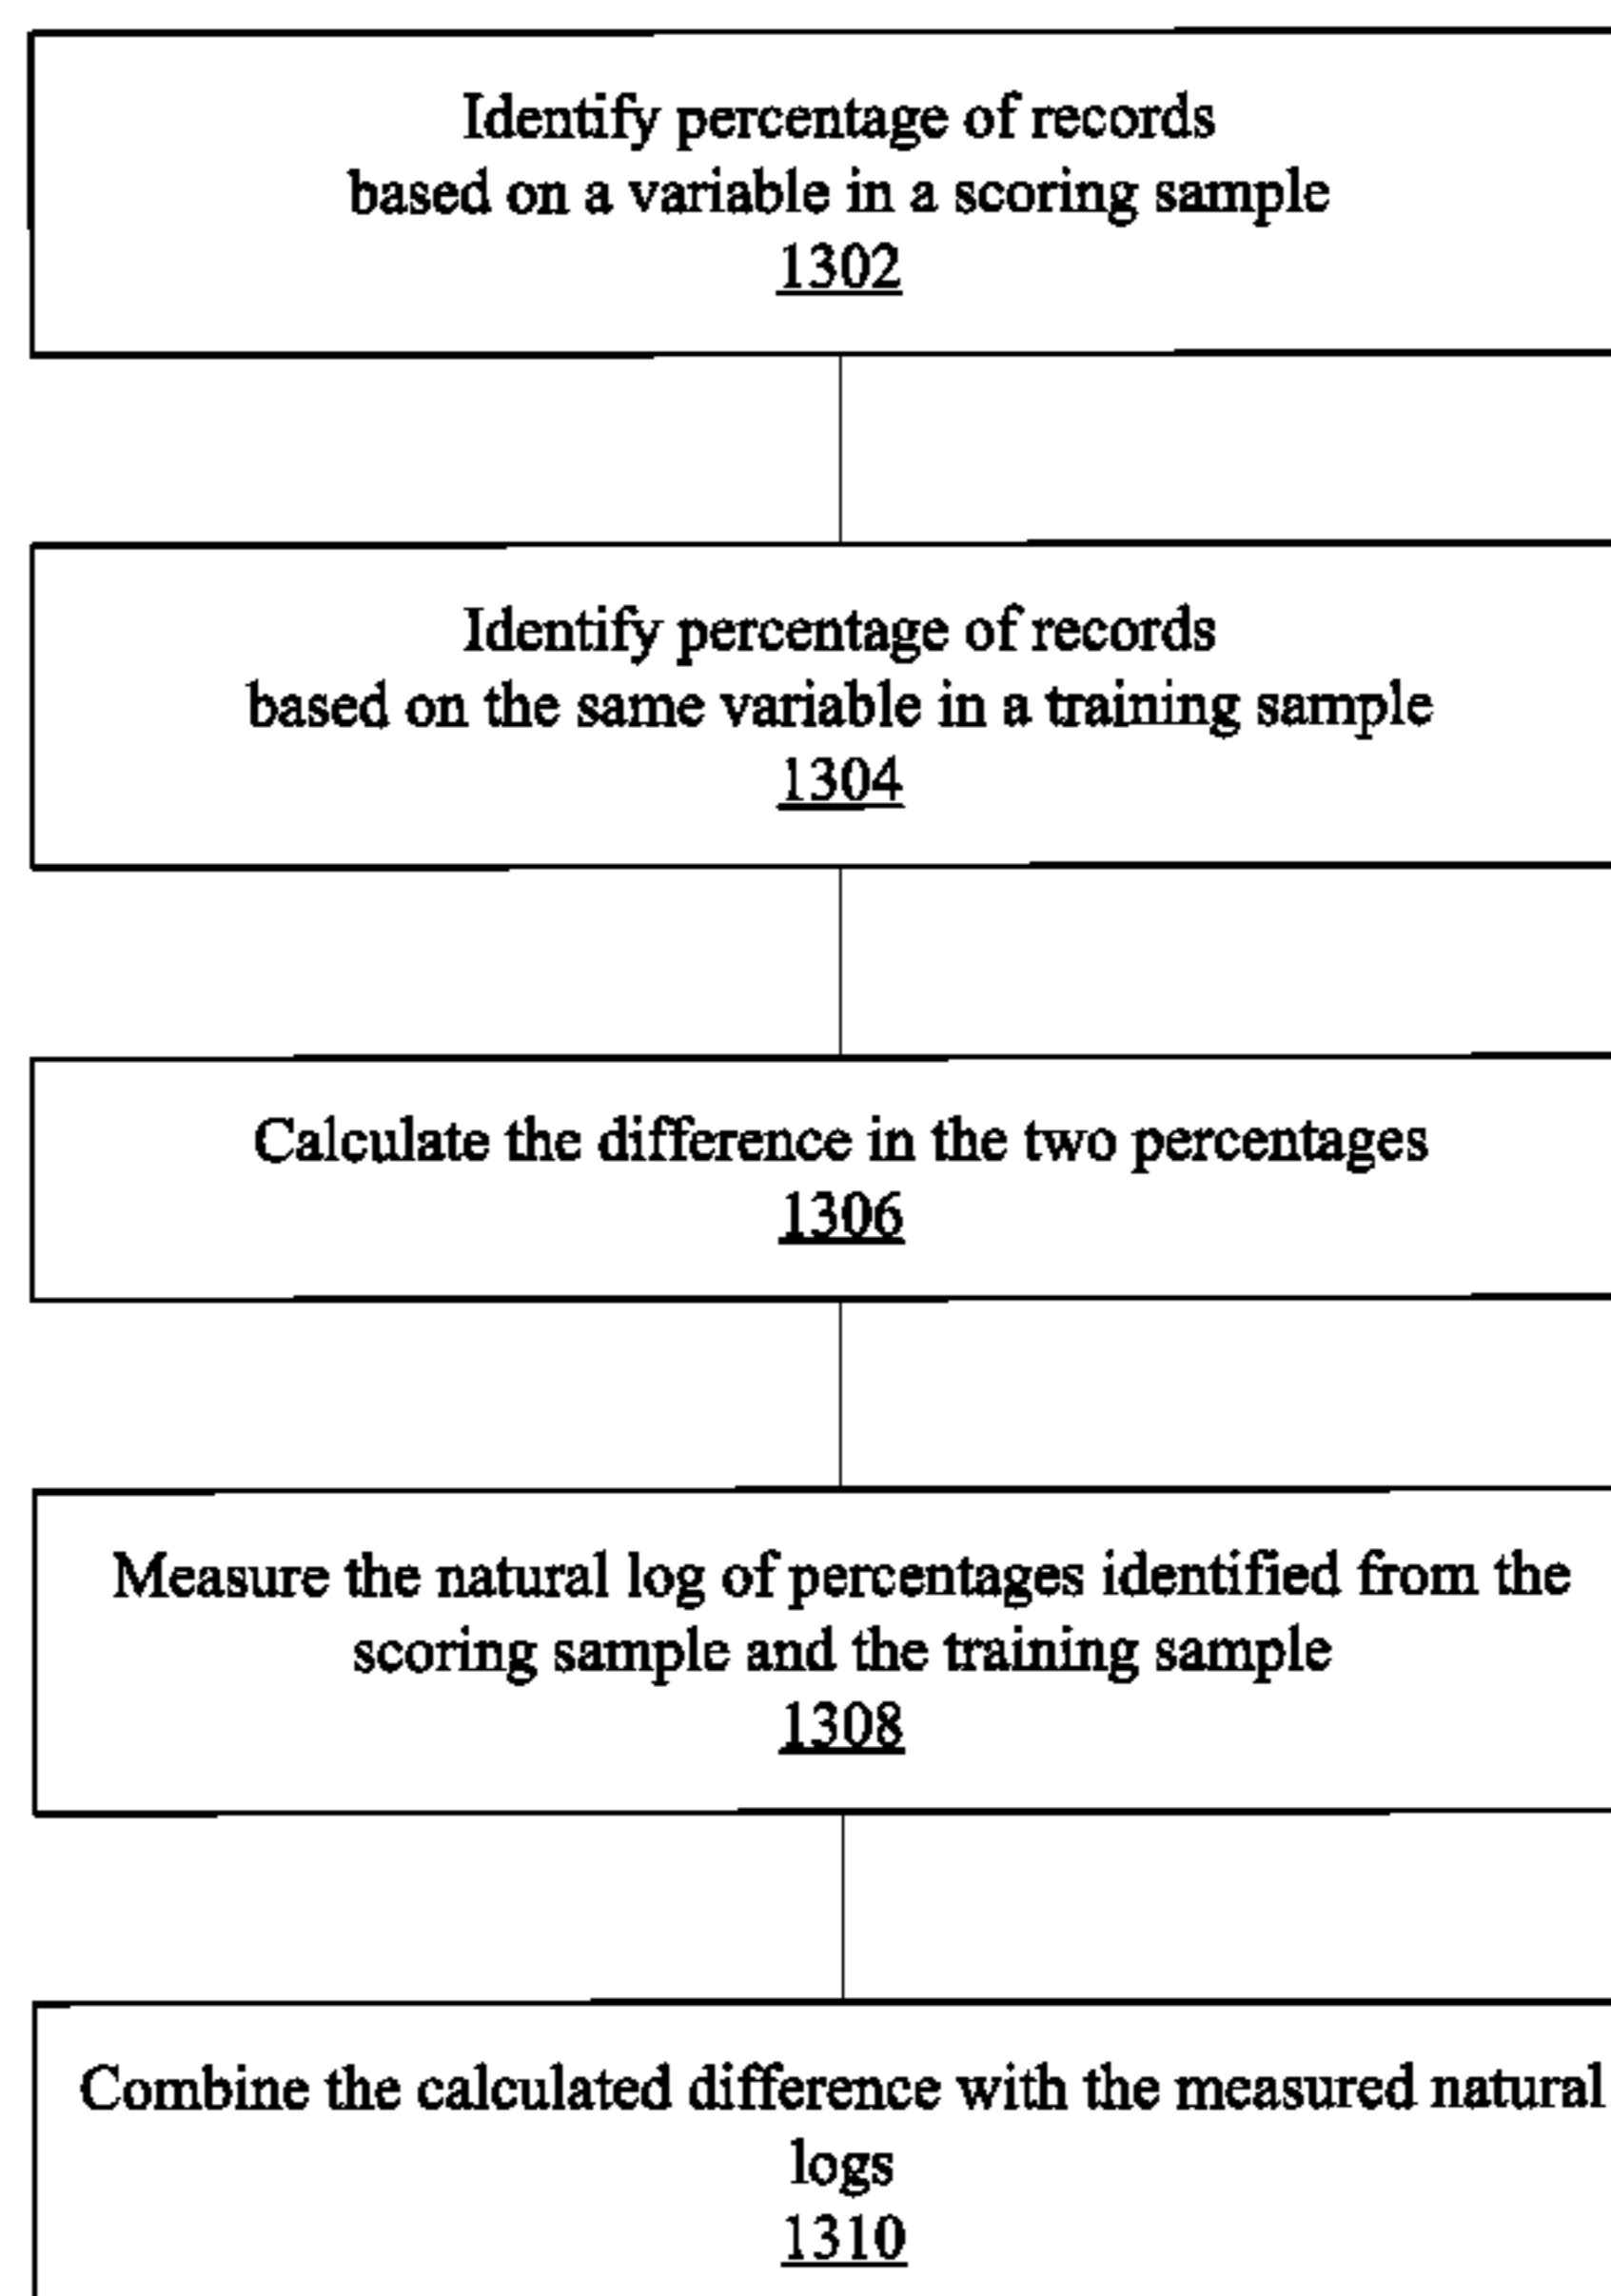 Identify percentage of records
based on a variable in a scoring sample
1302
Identify percentage of records
based on the same variable in a training sample
1304
Calculate the difference in the two percentages
1306
Measure the natural log of percentages identified from the
scoring sample and the training sample
1308
Combine the calculated difference with the measured natural
logs
1310